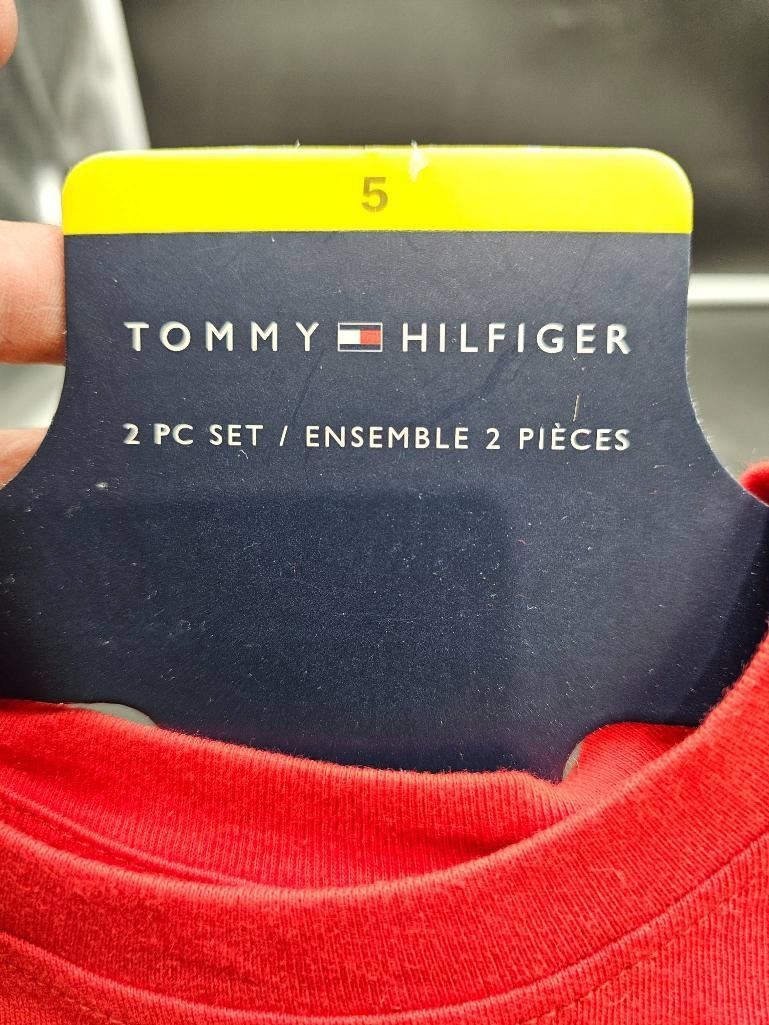 5
TOMMY HILFIGER
2 PC SET / ENSEMBLE 2 PIÈCES